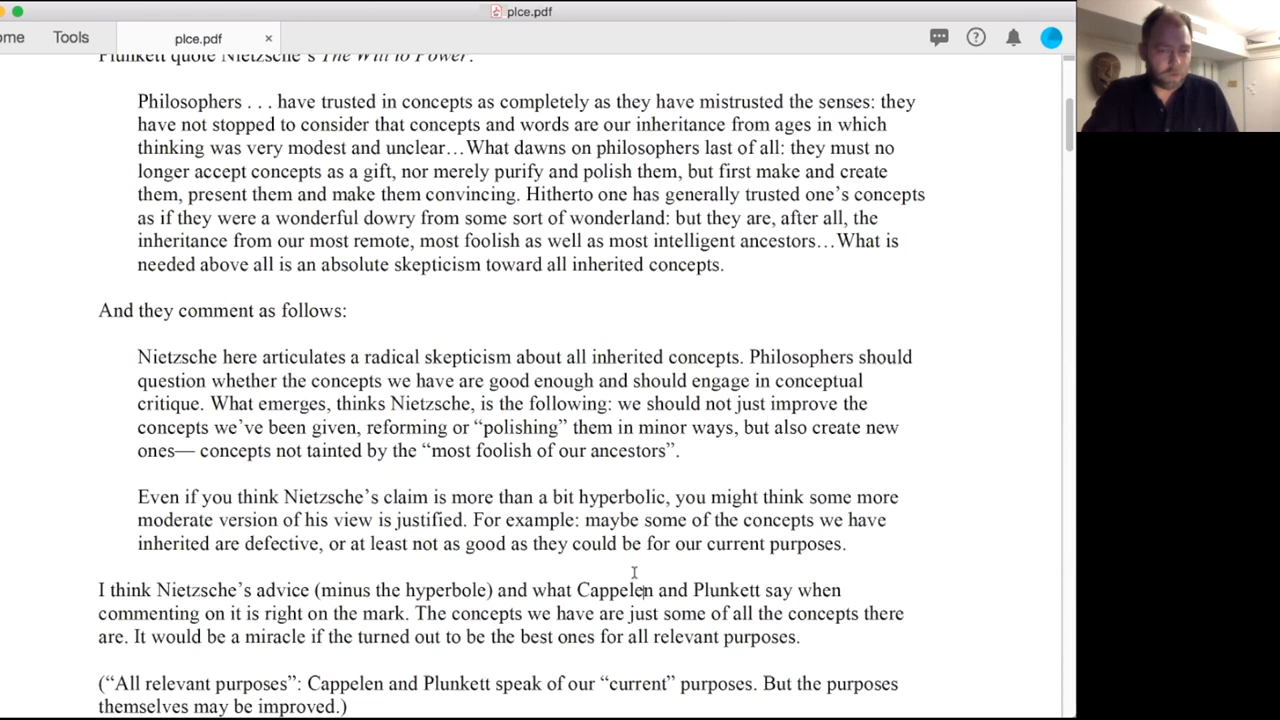 plce.pdf
ome
Tools
plce.pdf
×
Plunkett quote Nietzsche's The Will to Power:
Philosophers . . . have trusted in concepts as completely as they have mistrusted the senses: they
have not stopped to consider that concepts and words are our inheritance from ages in which
thinking was very modest and unclear…What dawns on philosophers last of all: they must no
longer accept concepts as a gift, nor merely purify and polish them, but first make and create
them, present them and make them convincing. Hitherto one has generally trusted one's concepts
as if they were a wonderful dowry from some sort of wonderland: but they are, after all, the
inheritance from our most remote, most foolish as well as most intelligent ancestors…What is
needed above all is an absolute skepticism toward all inherited concepts.
And they comment as follows:
Nietzsche here articulates a radical skepticism about all inherited concepts. Philosophers should
question whether the concepts we have are good enough and should engage in conceptual
critique. What emerges, thinks Nietzsche, is the following: we should not just improve the
concepts we've been given, reforming or “polishing” them in minor ways, but also create new
ones— concepts not tainted by the “most foolish of our ancestors”.
Even if you think Nietzsche's claim is more than a bit hyperbolic, you might think some more
moderate version of his view is justified. For example: maybe some of the concepts we have
inherited are defective, or at least not as good as they could be for our current purposes.
I think Nietzsche's advice (minus the hyperbole) and what Cappelen and Plunkett say when
commenting on it is right on the mark. The concepts we have are just some of all the concepts there
are. It would be a miracle if the turned out to be the best ones for all relevant purposes.
(“All relevant purposes”: Cappelen and Plunkett speak of our “current” purposes. But the purposes
themselves may be improved.)